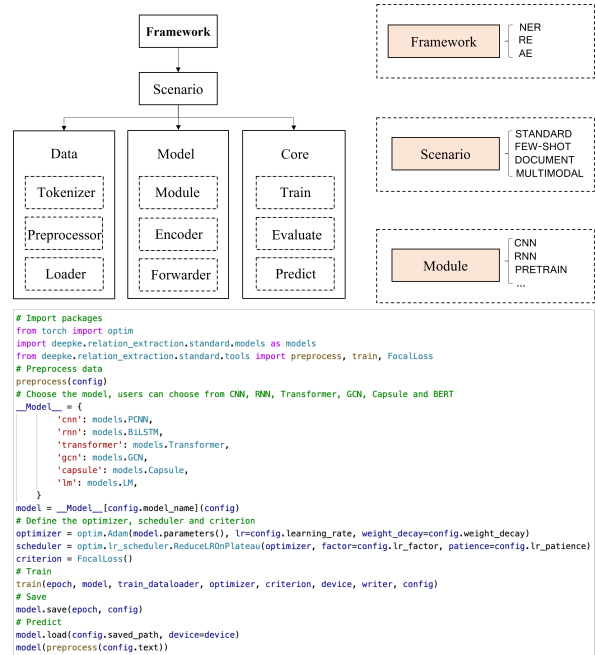 Framework
Scenario
Data
Tokenizer
Preprocessor
Loader
Model
Module
Encoder
Forwarder
Core
Train
Evaluate
Predict
Framework
NER
RE
AE
Scenario
STANDARD
FEW-SHOT
DOCUMENT
MULTIMODAL
Module
CNN
RNN
PRETRAIN
...
# Import packages
from torch import optim
import deepke.relation_extraction.standard.models as models
from deepke.relation_extraction.standard.tools import preprocess, train, FocalLoss
# Preprocess data
preprocess(config)
# Choose the model, users can choose from CNN, RNN, Transformer, GCN, Capsule and BERT
__Model__ = {
'cnn': models.PCNN,
'rnn': models.BiLSTM,
'transformer': models.Transformer,
'gcn': models.GCN,
'capsule': models.Capsule,
'lm': models.LM,
}
model = __Model__[config.model_name](config)
# Define the optimizer, scheduler and criterion
optimizer = optim.Adam(model.parameters(), lr=config.learning_rate, weight_decay=config.weight_decay)
scheduler = optim.lr_scheduler.ReduceLROnPlateau(optimizer, factor=config.lr_factor, patience=config.lr_patience)
criterion = FocalLoss()
# Train
train(epoch, model, train_dataloader, optimizer, criterion, device, writer, config)
# Save
model.save(epoch, config)
# Predict
model.load(config.saved_path, device=device)
model(preprocess(config.text))